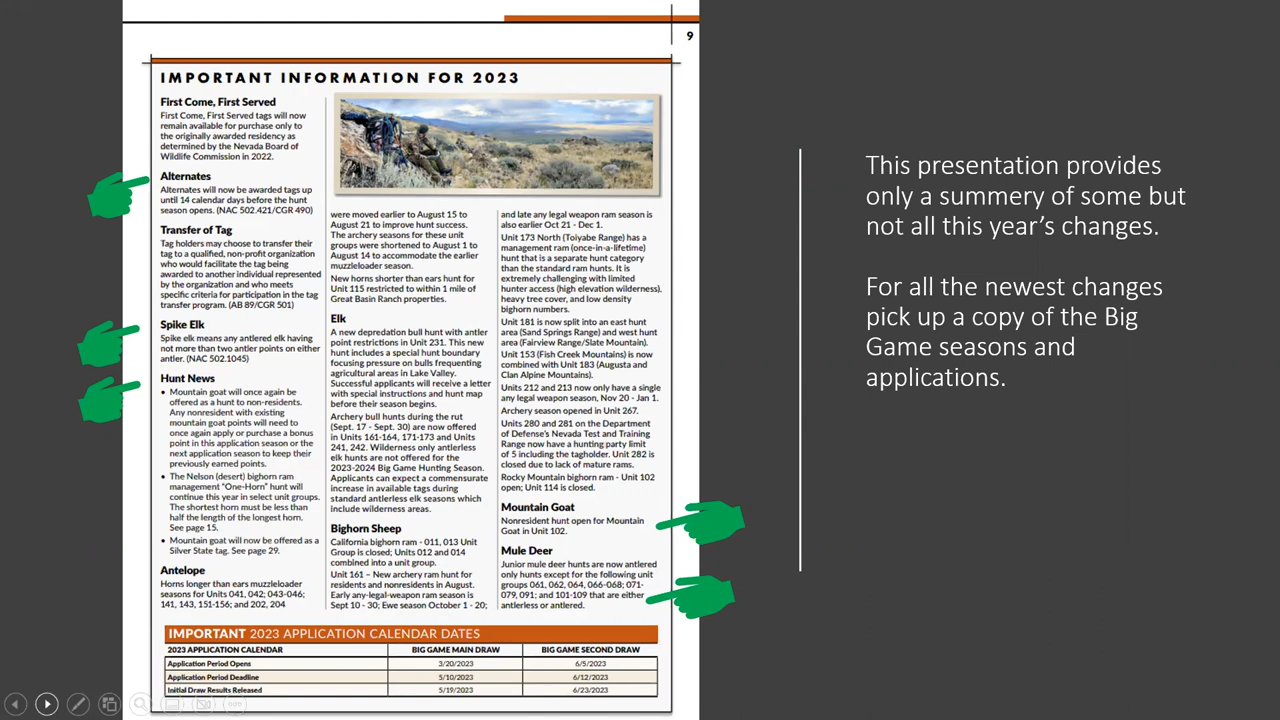 9
IMPORTANT INFORMATION FOR 2023
First Come, First Served
First Come, First Served tags will now
remain available for purchase only to
the originally awarded residency as
determined by the Nevada Board of
Wildlife Commission in 2022.
Alternates
Alternates will now be awarded tags up
until 14 calendar days before the hunt
season opens. (NAC 502.421/CGR 490)
Transfer of Tag
Tag holders may choose to transfer their
tag to a qualified, non-profit organization
who would facilitate the tag being
awarded to another individual represented
by the organization and who meets
specific criteria for participation in the tag
transfer program. (AB 89/CGR 501)
Spike Elk
Spike elk means any antlered elk having
not more than two antler points on either
antler. (NAC 502.1045)
Hunt News
• Mountain goat will once again be
offered as a hunt to non-residents.
Any nonresident with existing
mountain goat points will need to
once again apply or purchase a bonus
point in this application season or the
next application season to keep their
previously earned points.
• The Nelson (desert) bighorn ram
management "One-Horn" hunt will
continue this year in select unit groups.
The shortest horn must be less than
half the length of the longest horn.
See page 15.
• Mountain goat will now be offered as a
Silver State tag. See page 29.
Antelope
Horns longer than ears muzzleloader
seasons for Units 041, 042; 043-046;
141, 143, 151-156; and 202, 204
were moved earlier to August 15 to
August 21 to improve hunt success.
The archery seasons for these unit
groups were shortened to August 1 to
August 14 to accommodate the earlier
muzzleloader season.
New horns shorter than ears hunt for
Unit 115 restricted to within 1 mile of
Great Basin Ranch properties.
Elk
A new depredation bull hunt with antler
point restrictions in Unit 231. This new
hunt includes a special hunt boundary
focusing pressure on bulls frequenting
agricultural areas in Lake Valley.
Successful applicants will receive a letter
with special instructions and hunt map
before their season begins.
Archery bull hunts during the rut
(Sept. 17 - Sept. 30) are now offered
in Units 161-164, 171-173 and Units
241, 242. Wilderness only antlerless
elk hunts are not offered for the
2023-2024 Big Game Hunting Season.
Applicants can expect a commensurate
increase in available tags during
standard antlerless elk seasons which
include wilderness areas.
Bighorn Sheep
California bighorn ram - 011, 013 Unit
Group is closed; Units 012 and 014
combined into a unit group.
Unit 161 – New archery ram hunt for
residents and nonresidents in August.
Early any-legal-weapon ram season is
Sept 10 - 30; Ewe season October 1 - 20;
and late any legal weapon ram season is
also earlier Oct 21 - Dec 1.
Unit 173 North (Toiyabe Range) has a
management ram (once-in-a-lifetime)
hunt that is a separate hunt category
than the standard ram hunts. It is
extremely challenging with limited
hunter access (high elevation wilderness),
heavy tree cover, and low density
bighorn numbers.
Unit 181 is now split into an east hunt
area (Sand Springs Range) and west hunt
area (Fairview Range/Slate Mountain).
Unit 153 (Fish Creek Mountains) is now
combined with Unit 183 (Augusta and
Clan Alpine Mountains).
Units 212 and 213 now only have a single
any legal weapon season, Nov 20 - Jan 1.
Archery season opened in Unit 267.
Units 280 and 281 on the Department
of Defense's Nevada Test and Training
Range now have a hunting party limit
of 5 including the tagholder. Unit 282 is
closed due to lack of mature rams.
Rocky Mountain bighorn ram - Unit 102
open; Unit 114 is closed.
Mountain Goat
Nonresident hunt open for Mountain
Goat in Unit 102.
Mule Deer
Junior mule deer hunts are now antlered
only hunts except for the following unit
groups 061, 062, 064, 066-068; 071-
079, 091; and 101-109 that are either
antlerless or antlered.
IMPORTANT 2023 APPLICATION CALENDAR DATES
2023 APPLICATION CALENDAR BIG GAME MAIN DRAW BIG GAME SECOND DRAW
Application Period Opens 3/20/2023 6/5/2023
Application Period Deadline 5/10/2023 6/12/2023
Initial Draw Results Released 5/19/2023 6/23/2023
This presentation provides
only a summery of some but
not all this year's changes.
For all the newest changes
pick up a copy of the Big
Game seasons and
applications.